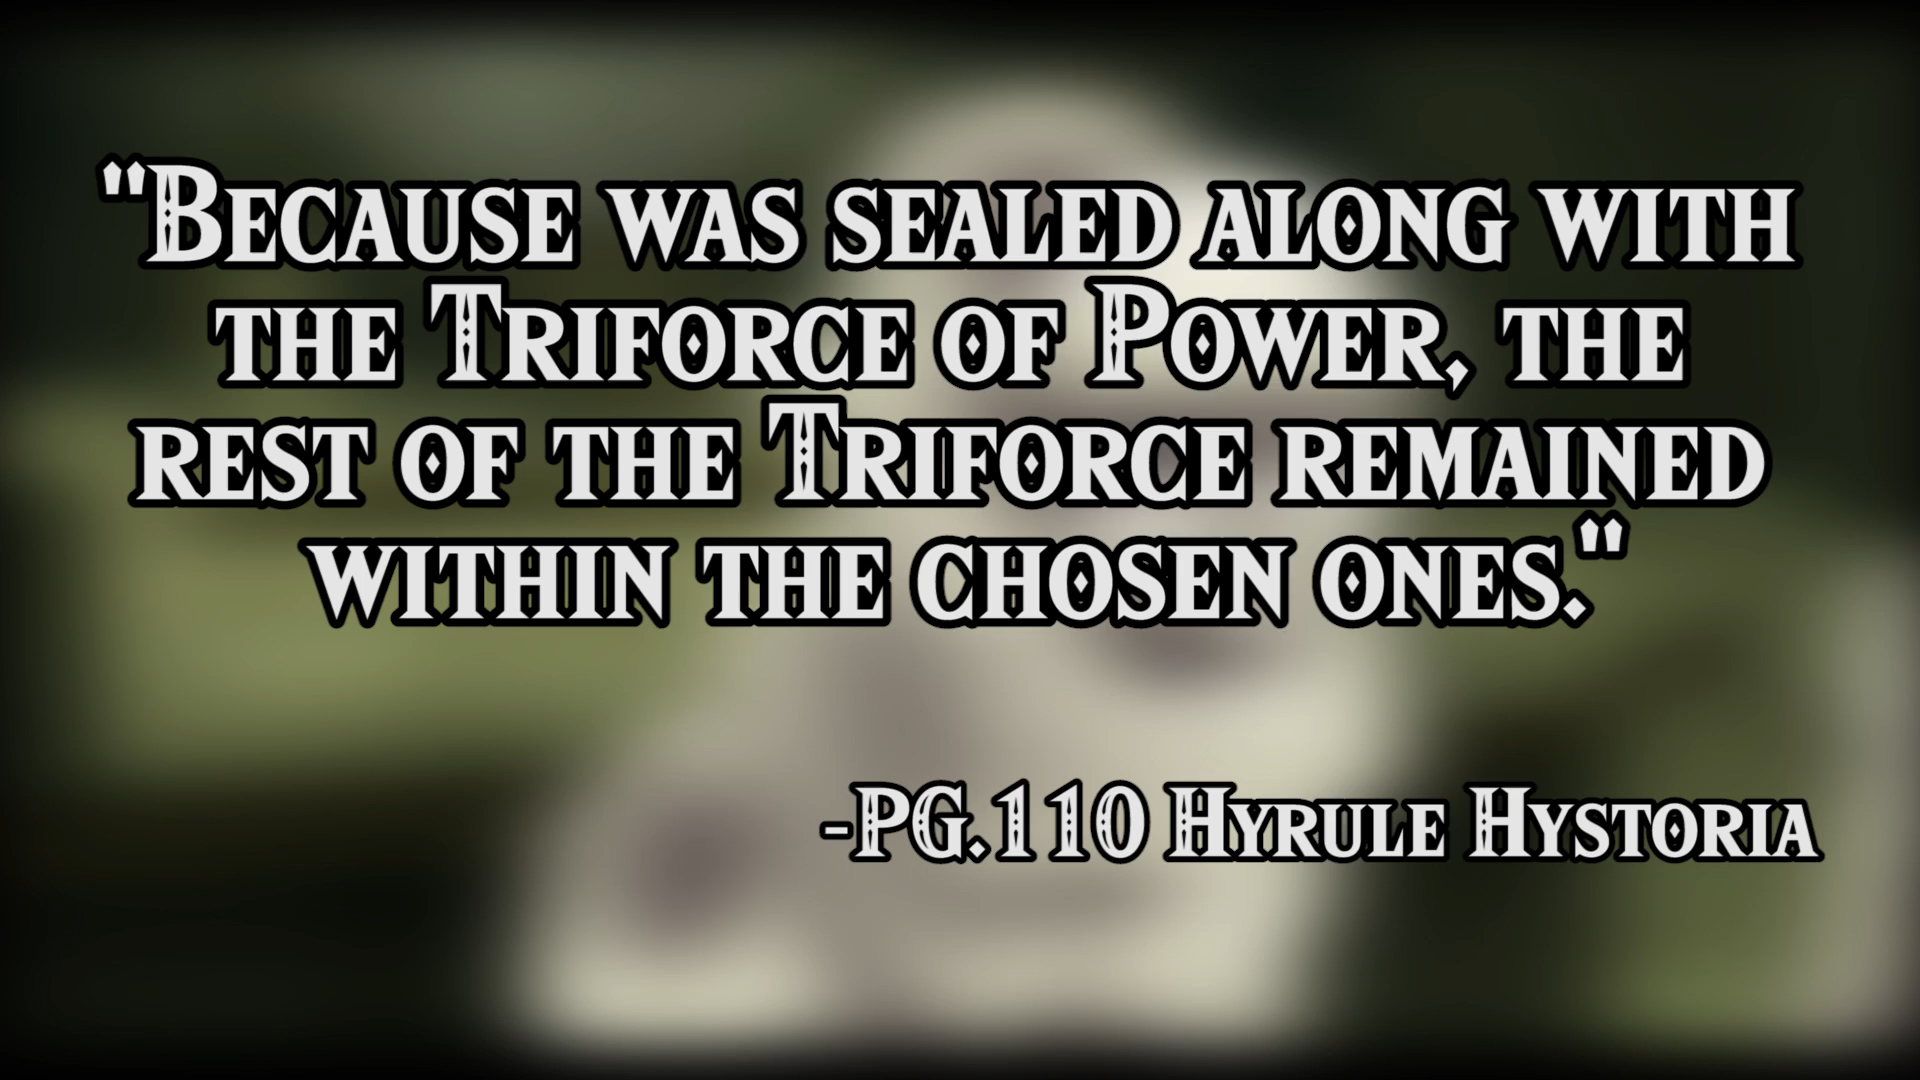 "Because was sealed along with
the Triforce of Power, the
rest of the Triforce remained
within the chosen ones."
-PG.110 Hyrule Hystoria